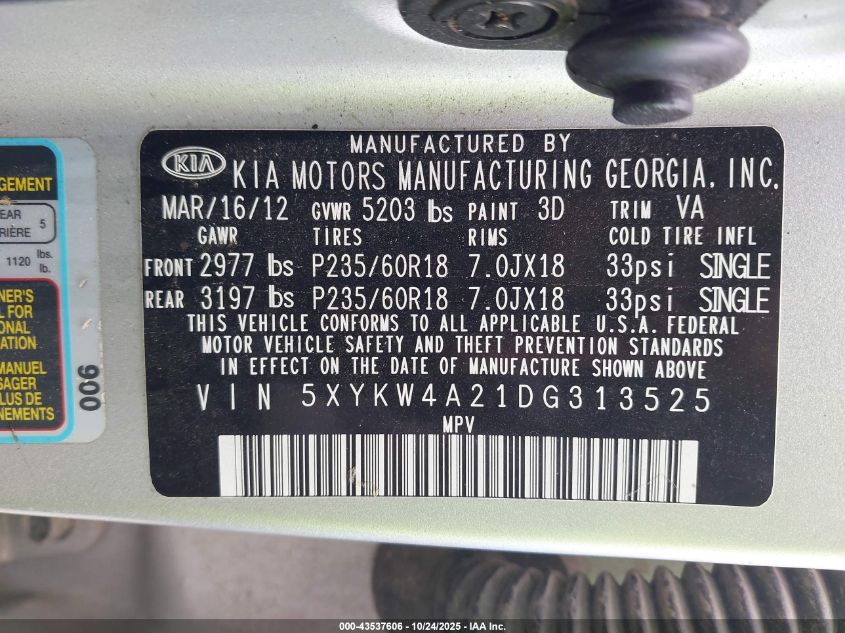 MANUFACTURED BY
KIA KIA MOTORS MANUFACTURING GEORGIA, INC.
MAR/16/12 GVWR 5203 lbs PAINT 3D TRIM VA
GAWR TIRES RIMS COLD TIRE INFL
FRONT 2977 lbs P235/60R18 7.0JX18 33psi SINGLE
REAR 3197 lbs P235/60R18 7.0JX18 33psi SINGLE
THIS VEHICLE CONFORMS TO ALL APPLICABLE U.S.A. FEDERAL
MOTOR VEHICLE SAFETY AND THEFT PREVENTION STANDARDS
IN EFFECT ON THE DATE OF MANUFACTURE SHOWN ABOVE
VIN 5XYKW4A21DG313525
MPV
GEMENT
EAR 5
RIÈRE
1120 lbs.
lb.
NER'S
L FOR
ONAL
ATION
MANUEL
SAGER
LUS DE
NEMENTS
006
000-43537606 - 10/24/2025 - IAA Inc.